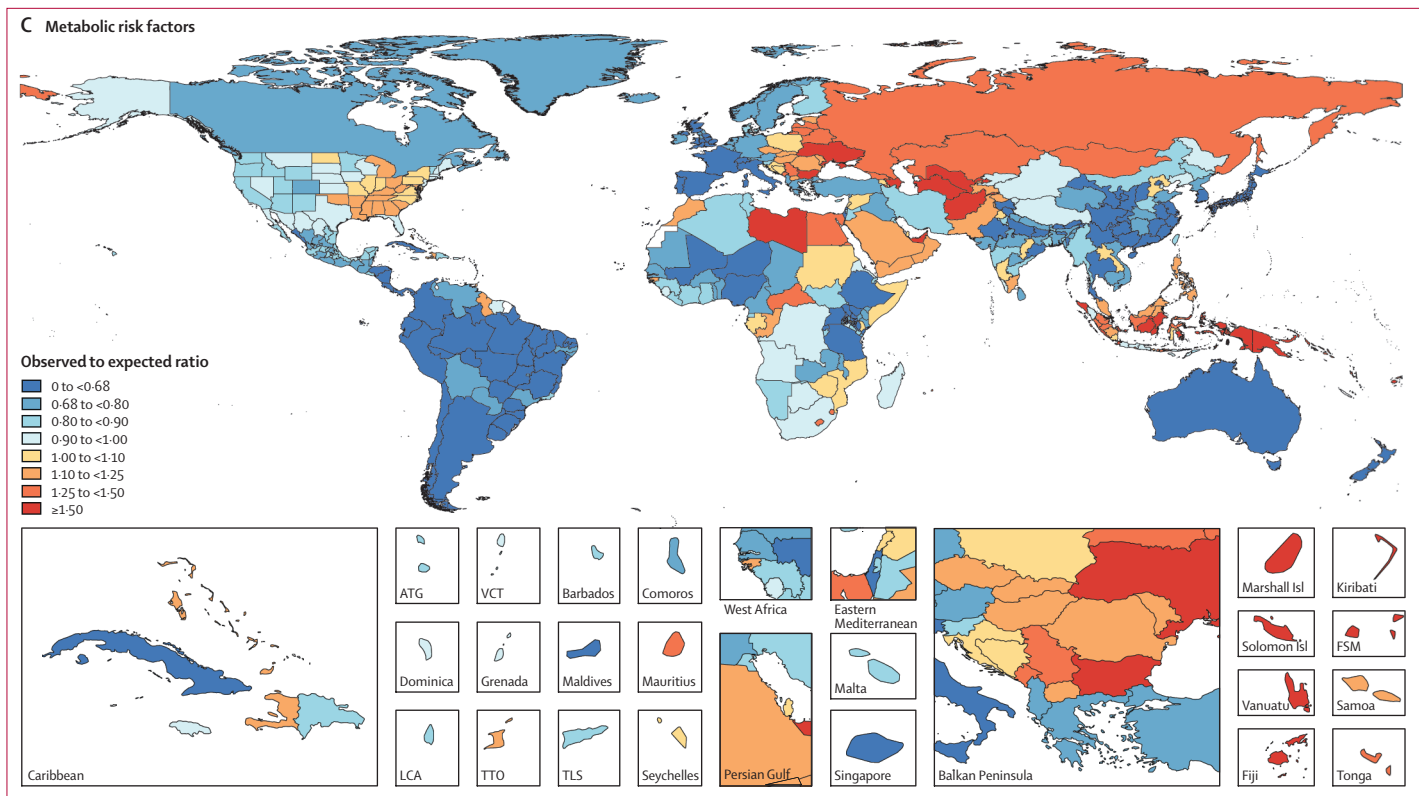 C Metabolic risk factors
Observed to expected ratio
0 to <0·68
0·68 to <0·80
0·80 to <0·90
0·90 to <1·00
1·00 to <1·10
1·10 to <1·25
1·25 to <1·50
≥1·50
Caribbean
ATG
VCT
Barbados
Comoros
Dominica
Grenada
Maldives
Mauritius
LCA
TTO
TLS
Seychelles
West Africa
Eastern
Mediterranean
Persian Gulf
Malta
Singapore
Balkan Peninsula
Marshall Isl
Kiribati
Solomon Isl
FSM
Vanuatu
Samoa
Fiji
Tonga